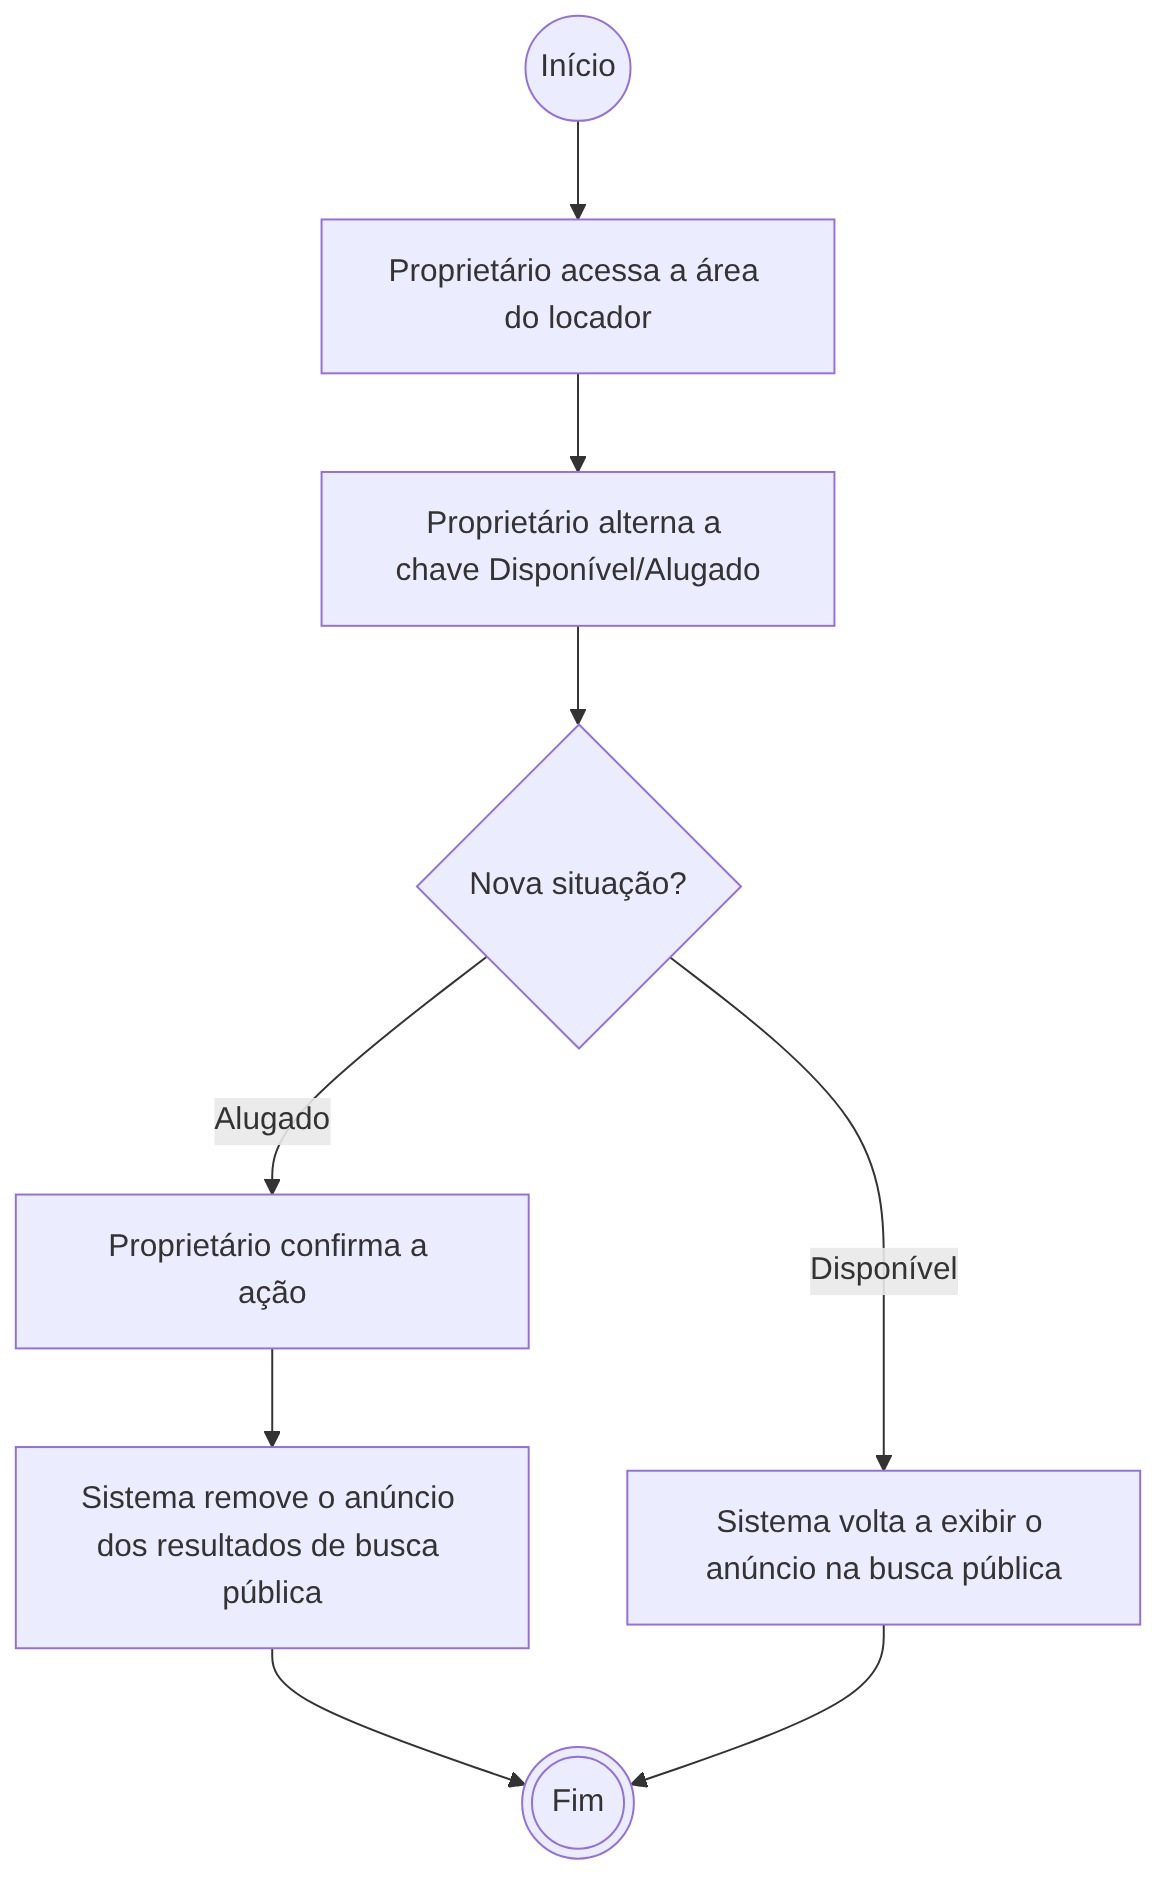 Início
Proprietário acessa a área
do locador
Proprietário alterna a
chave Disponível/Alugado
Nova situação?
Alugado
Proprietário confirma a
ação
Disponível
Sistema remove o anúncio
dos resultados de busca
pública
Sistema volta a exibir o
anúncio na busca pública
Fim